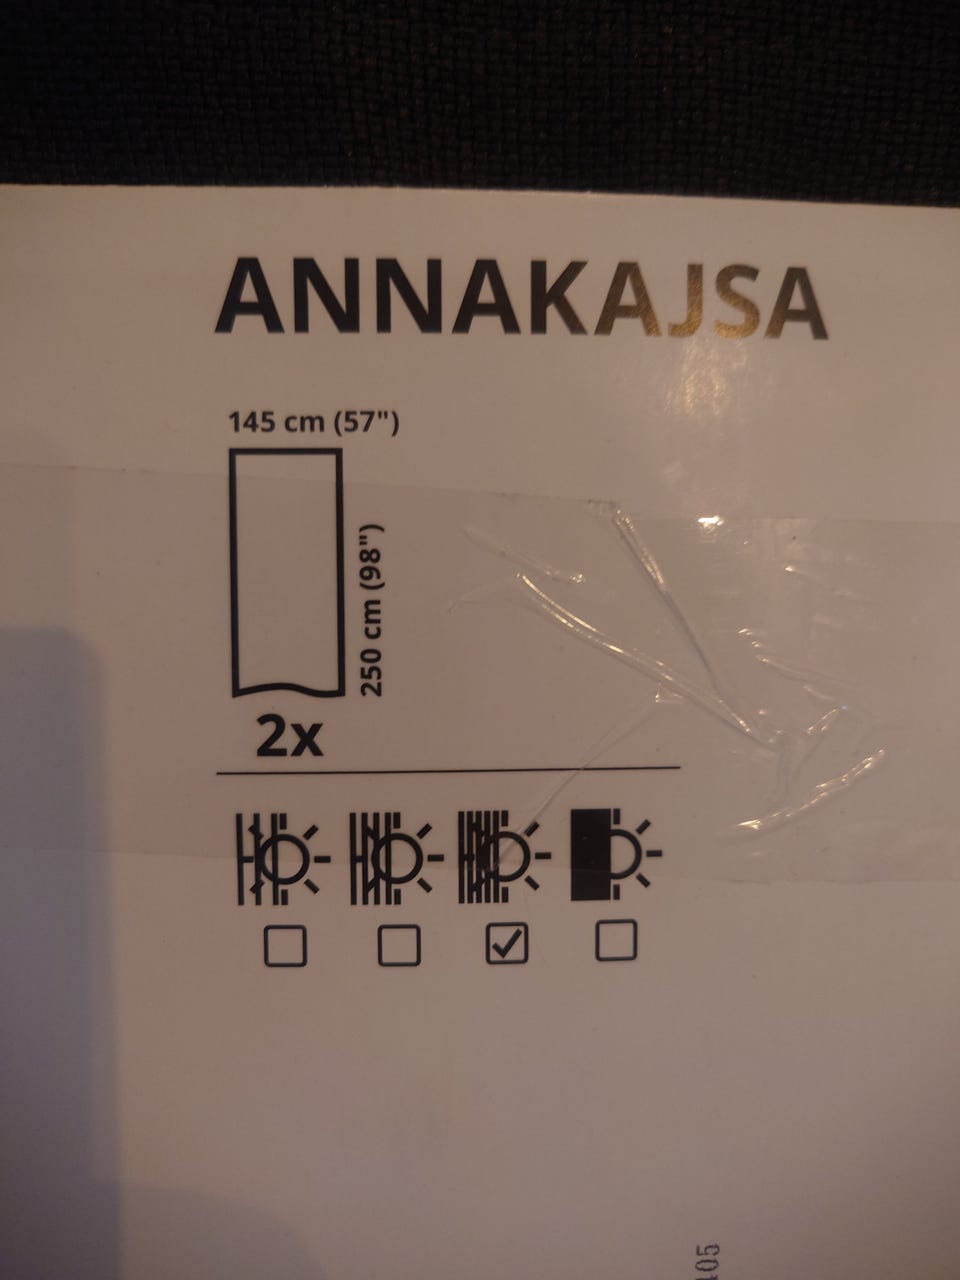 ANNAKAJSA
145 cm (57")
250 cm (98")
2x